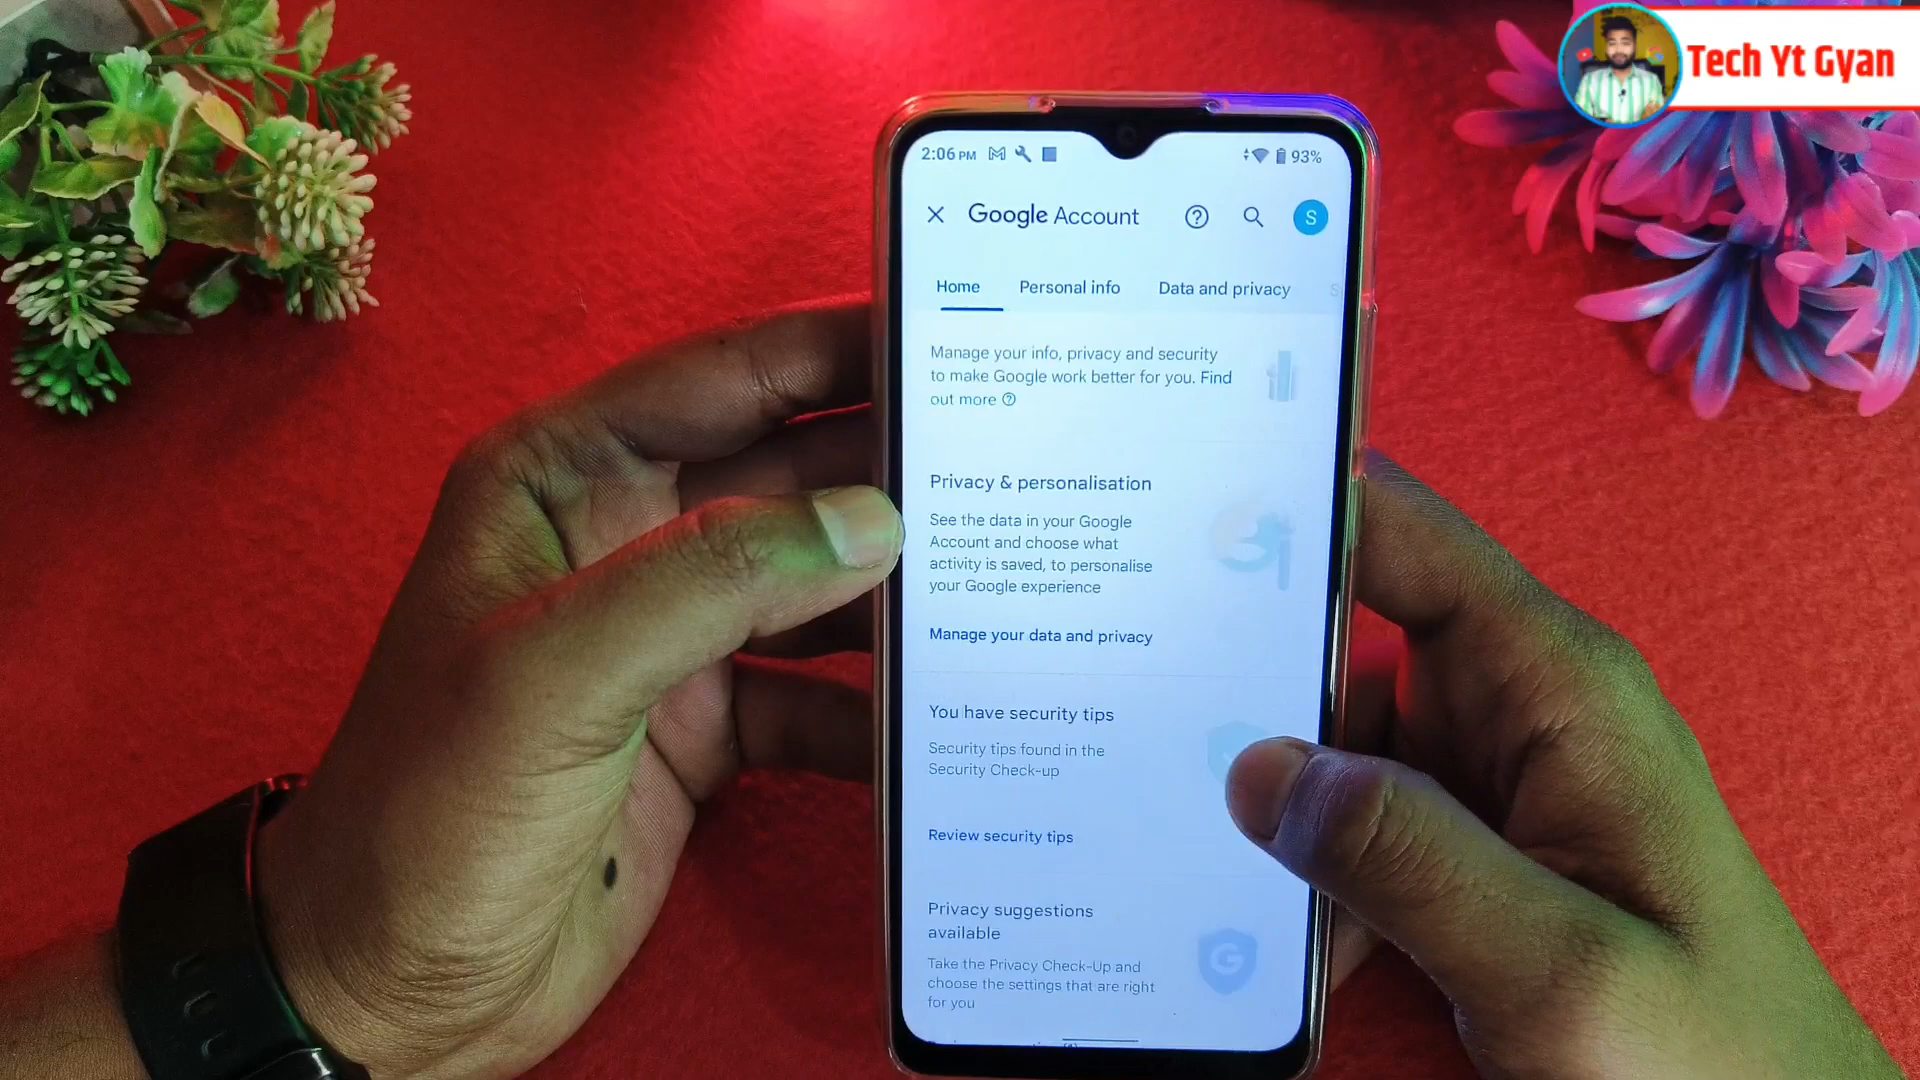 Tech Yt Gyan
2:06 PM
93%
Google Account
S
Home Personal info Data and privacy
Manage your info, privacy and security
to make Google work better for you. Find
out more
Privacy & personalisation
See the data in your Google
Account and choose what
activity is saved, to personalise
your Google experience
Manage your data and privacy
You have security tips
Security tips found in the
Security Check-up
Review security tips
Privacy suggestions
available
G
Take the Privacy Check-Up and
choose the settings that are right
for you